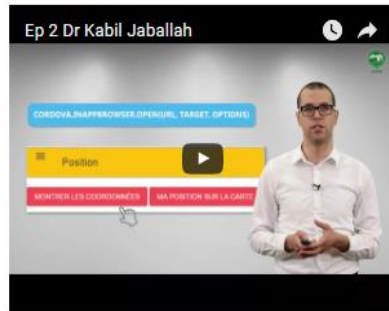 Ep 2 Dr Kabil Jaballah
CORDOVA.INAPPBROWSER.OPEN(URL, TARGET, OPTIONS)
Position
MONTRER LES COORDONNÉES
MA POSITION SUR LA CARTE